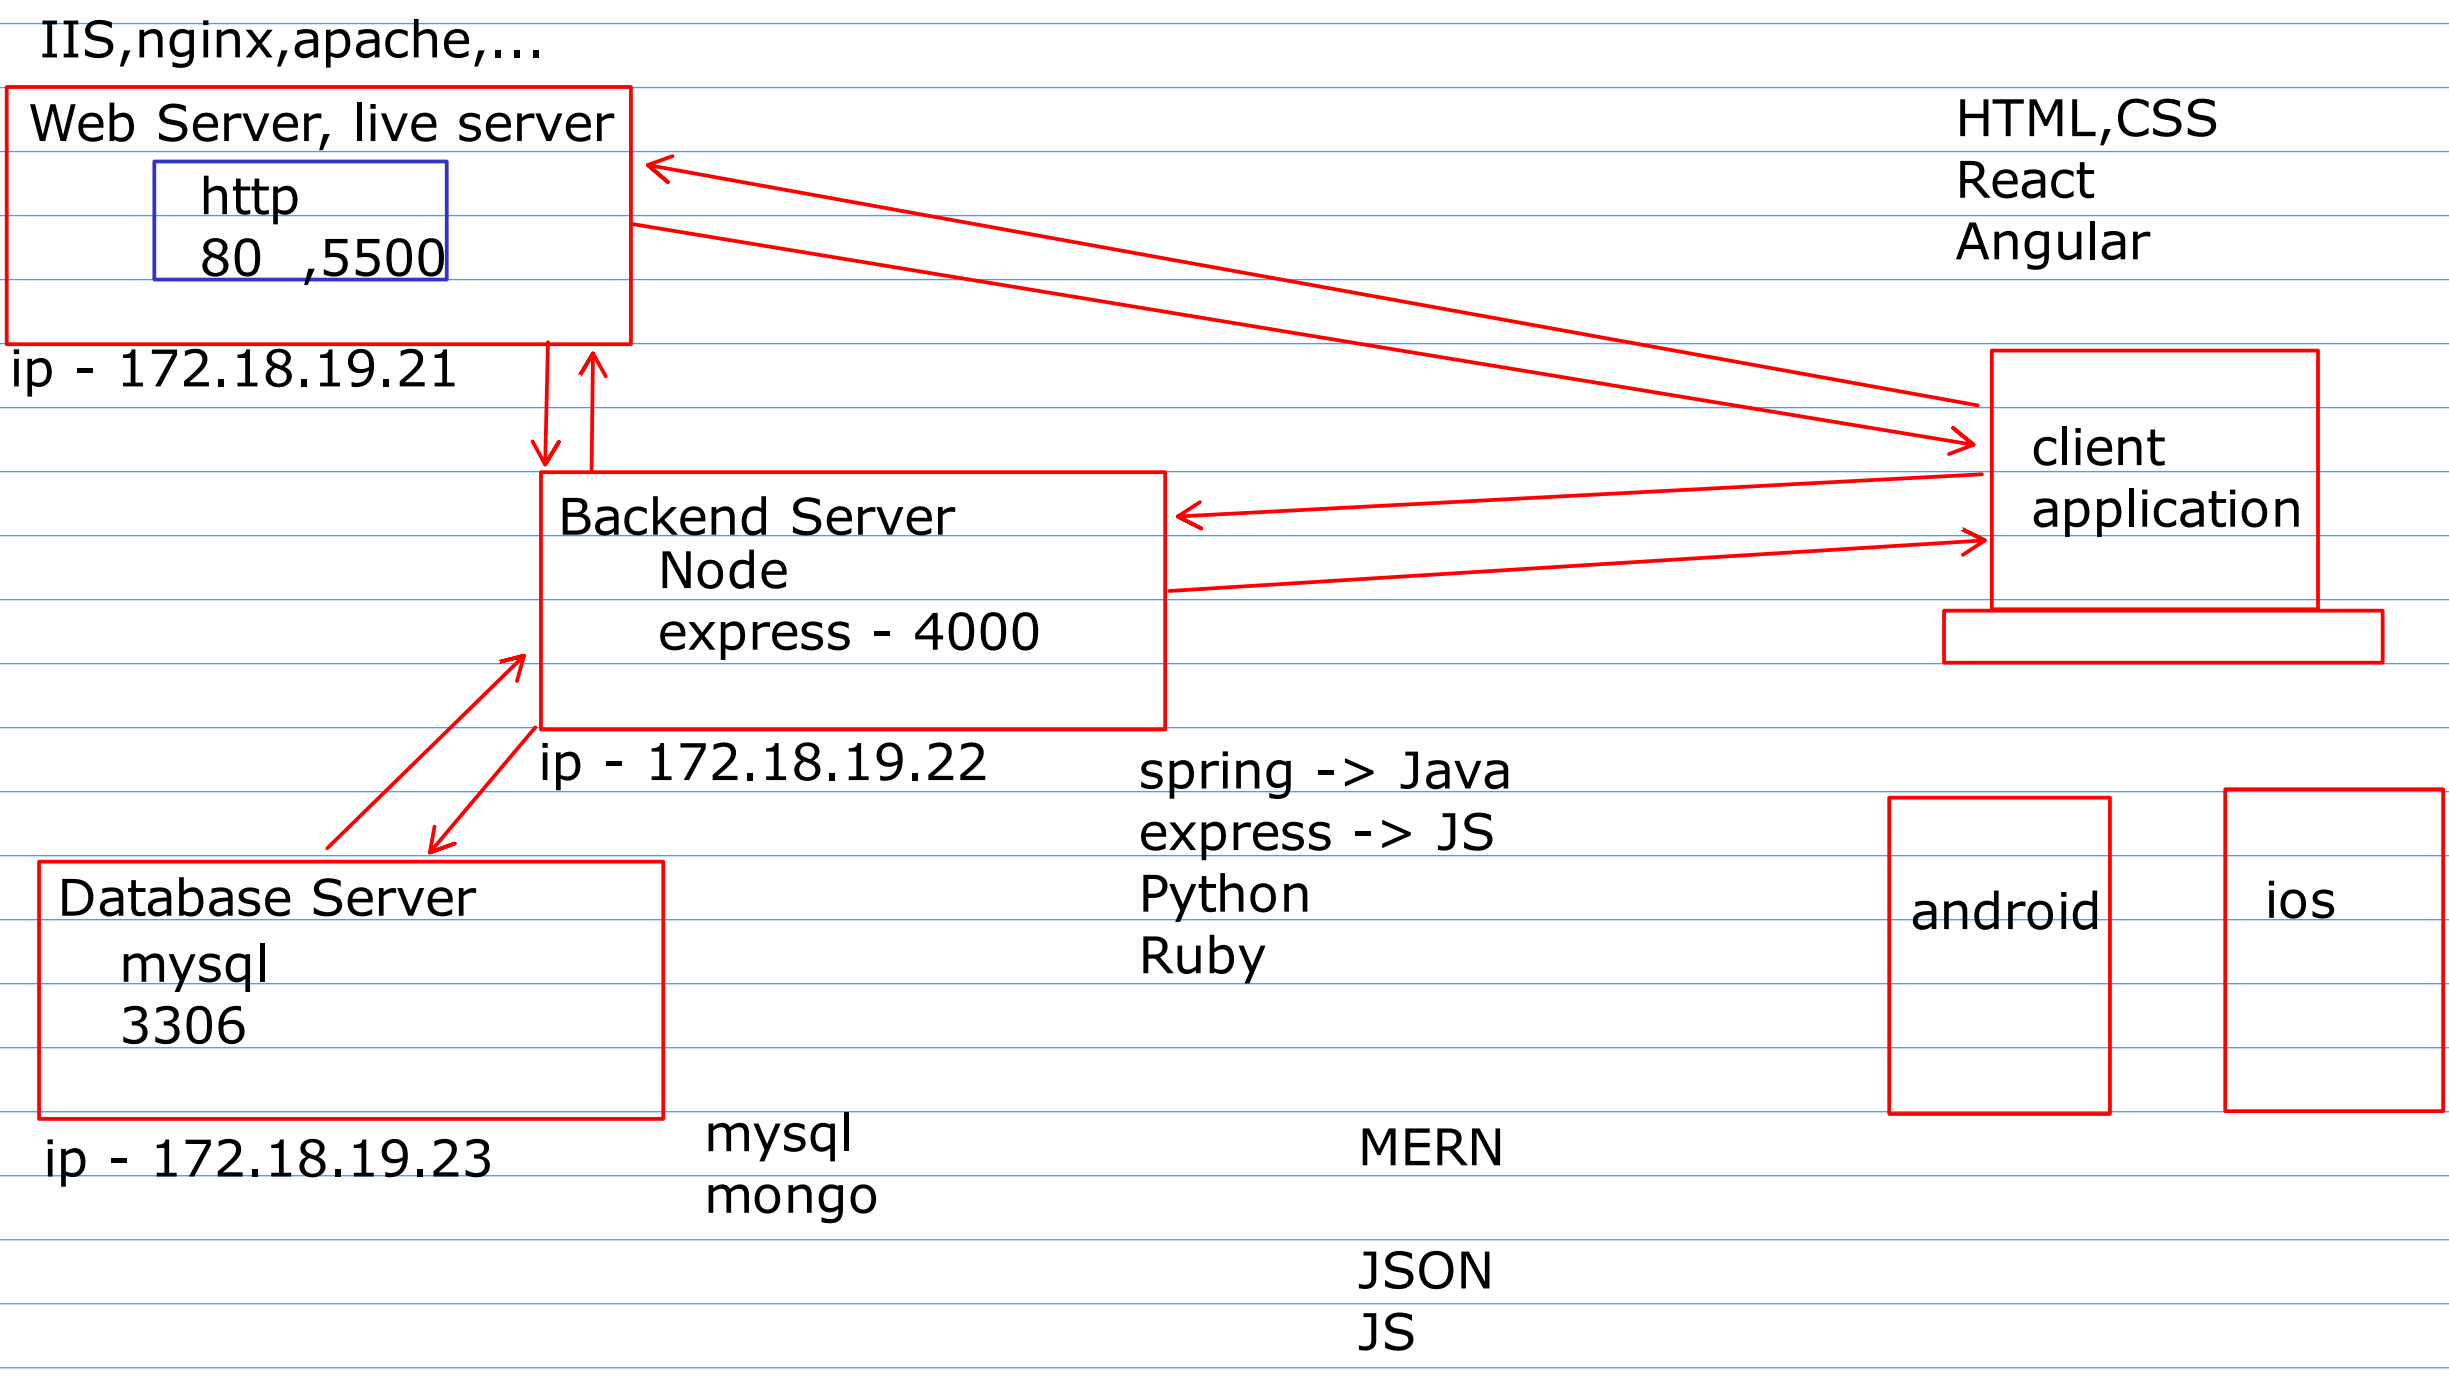 IIS,nginx,apache,...
Web Server, live server
http
80 ,5500
ip - 172.18.19.21
HTML,CSS
React
Angular
client
application
Backend Server
Node
express - 4000
ip - 172.18.19.22
spring -> Java
express -> JS
Python
Ruby
android
ios
Database Server
mysql
3306
ip - 172.18.19.23
mysql
mongo
MERN
JSON
JS